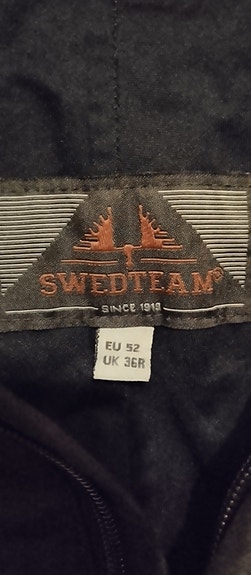 SWEDTEAM®
SINCE 1919
EU 52
UK 36R